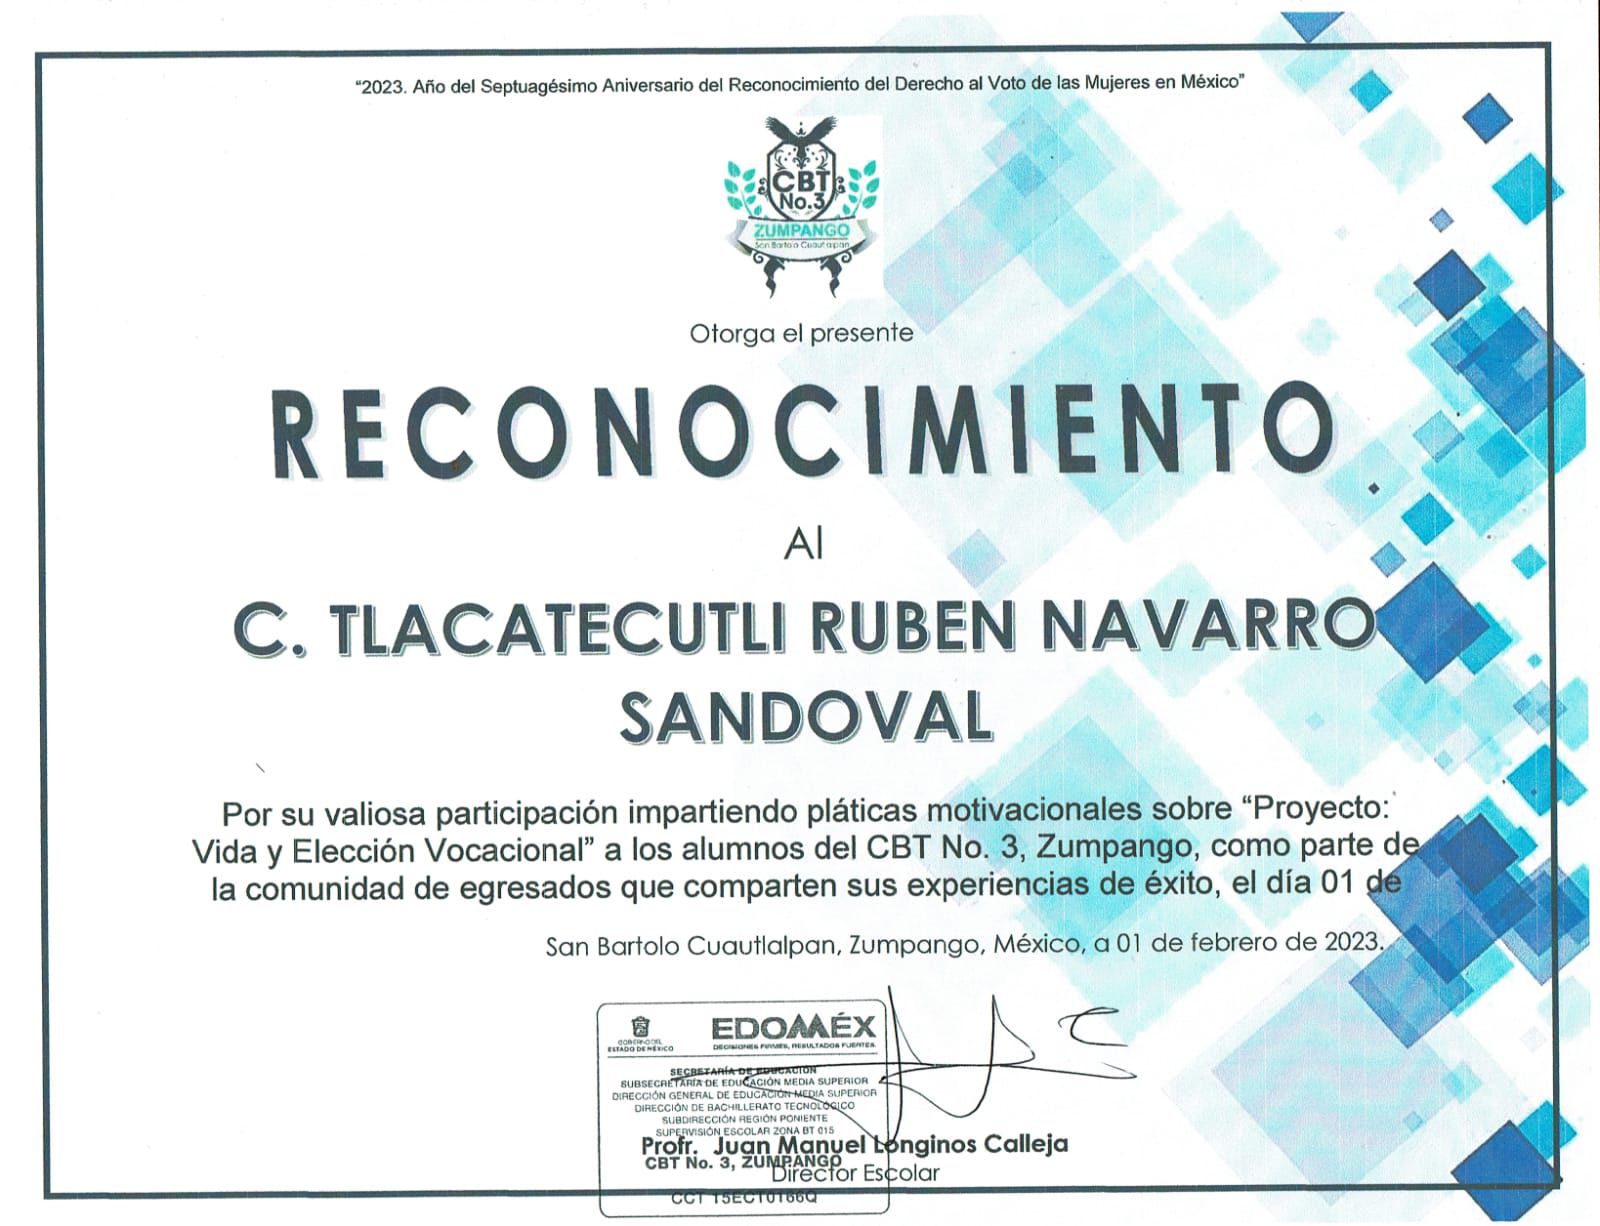 “2023. Año del Septuagésimo Aniversario del Reconocimiento del Derecho al Voto de las Mujeres en México”
CBT
No.3
ZUMPANGO
San Bartolo Cuautlalpan
Otorga el presente
RECONOCIMIENTO
Al
C. TLACATECUTLI RUBEN NAVARRO
SANDOVAL
Por su valiosa participación impartiendo pláticas motivacionales sobre “Proyecto:
Vida y Elección Vocacional” a los alumnos del CBT No. 3, Zumpango, como parte de
la comunidad de egresados que comparten sus experiencias de éxito, el día 01 de
San Bartolo Cuautlalpan, Zumpango, México, a 01 de febrero de 2023.
GOBIERNO DEL
ESTADO DE MÉXICO
EDOMÉX
DECISIONES FIRMES, RESULTADOS FUERTES.
SECRETARÍA DE EDUCACIÓN
SUBSECRETARÍA DE EDUCACIÓN MEDIA SUPERIOR
DIRECCIÓN GENERAL DE EDUCACIÓN MEDIA SUPERIOR
DIRECCIÓN DE BACHILLERATO TECNOLÓGICO
SUBDIRECCIÓN REGIÓN PONIENTE
SUPERVISIÓN ESCOLAR ZONA BT 015
Profr. Juan Manuel Longinos Calleja
CBT No. 3, ZUMPANGO
Director Escolar
CCT 15ECT0166Q